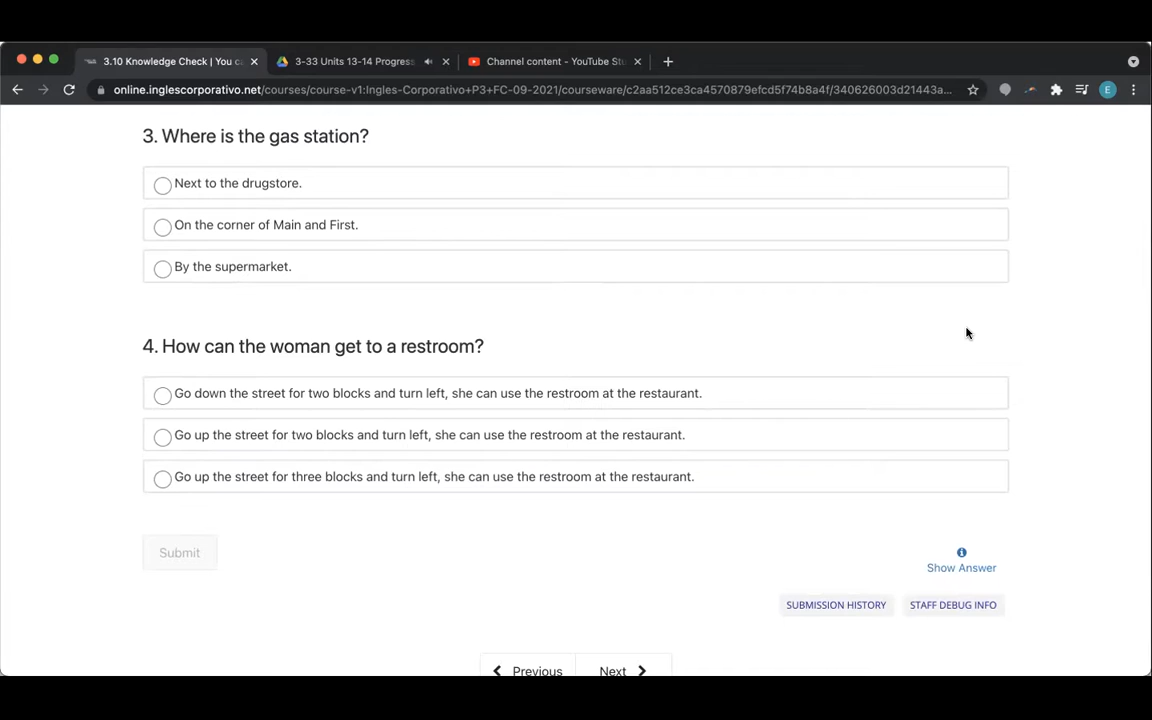 3.10 Knowledge Check | You c
3-33 Units 13-14 Progress
Channel content - YouTube Stu
online.inglescorporativo.net/courses/course-v1:Ingles-Corporativo+P3+FC-09-2021/courseware/c2aa512ce3ca4570879efcd5f74b8a4f/340626003d21443a...
E
3. Where is the gas station?
Next to the drugstore.
On the corner of Main and First.
By the supermarket.
4. How can the woman get to a restroom?
Go down the street for two blocks and turn left, she can use the restroom at the restaurant.
Go up the street for two blocks and turn left, she can use the restroom at the restaurant.
Go up the street for three blocks and turn left, she can use the restroom at the restaurant.
Submit
Show Answer
SUBMISSION HISTORY
STAFF DEBUG INFO
Previous
Next